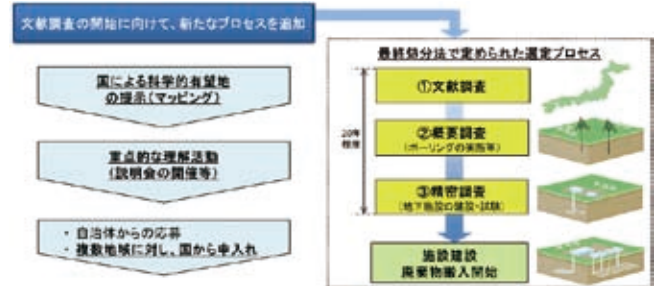 文献調査の開始に向けて、新たなプロセスを追加
国による科学的有望地
の提示(マッピング)
重点的な理解活動
(説明会の開催等)
・ 自治体からの応募
・ 複数地域に対し、国から申入れ
最終処分法で定められた選定プロセス
20年
程度
①文献調査
②概要調査
(ボーリングの実施等)
③精密調査
(地下施設の建設・試験)
施設建設
廃棄物搬入開始